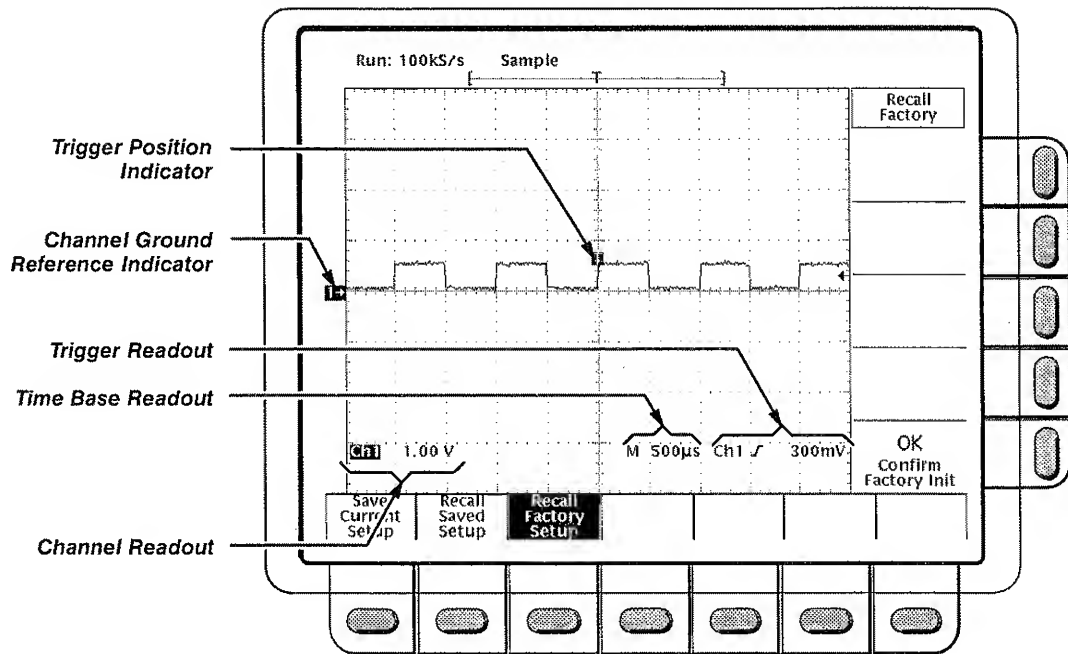 Run: 100kS/s Sample
T
Recall
Factory
Trigger Position
Indicator
T
Channel Ground
Reference Indicator
1
Trigger Readout
Time Base Readout
Ch1 1.00 V M 500µs Ch1 300mV
OK
Confirm
Factory Init
Save
Current
Setup
Recall
Saved
Setup
Recall
Factory
Setup
Channel Readout